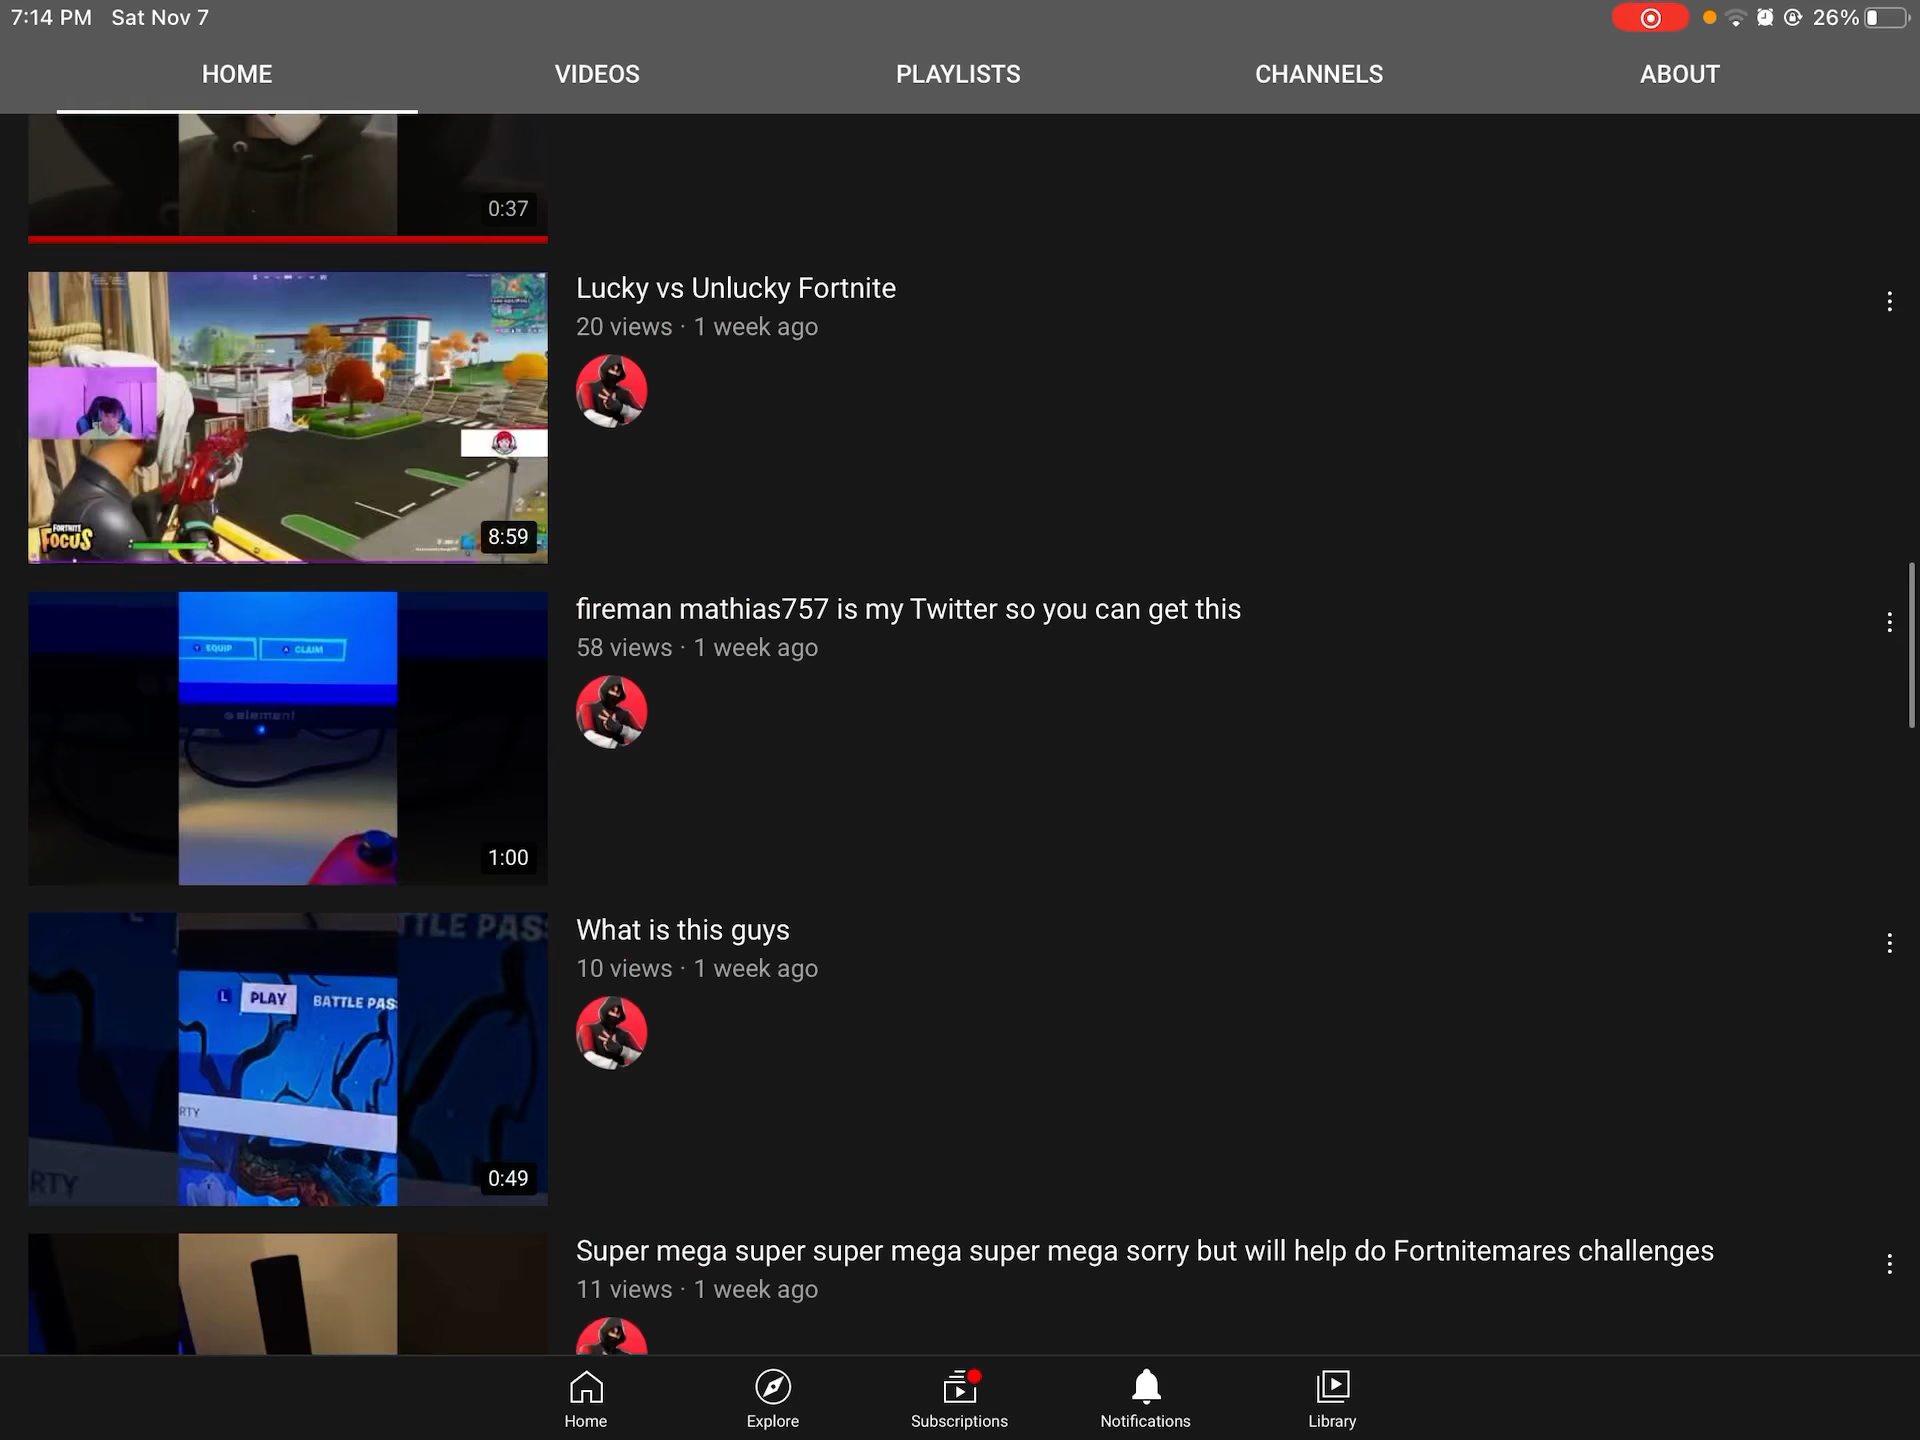 7:14 PM Sat Nov 7
26%
HOME VIDEOS PLAYLISTS CHANNELS ABOUT
0:37
Lucky vs Unlucky Fortnite
20 views · 1 week ago
FORTNITE
FOCUS
8:59
fireman mathias757 is my Twitter so you can get this
58 views · 1 week ago
EQUIP CLAIM
element
1:00
What is this guys
10 views · 1 week ago
TLE PAS
L PLAY BATTLE PAS
RTY
RTY
0:49
Super mega super super mega super mega sorry but will help do Fortnitemares challenges
11 views · 1 week ago
Home Explore Subscriptions Notifications Library